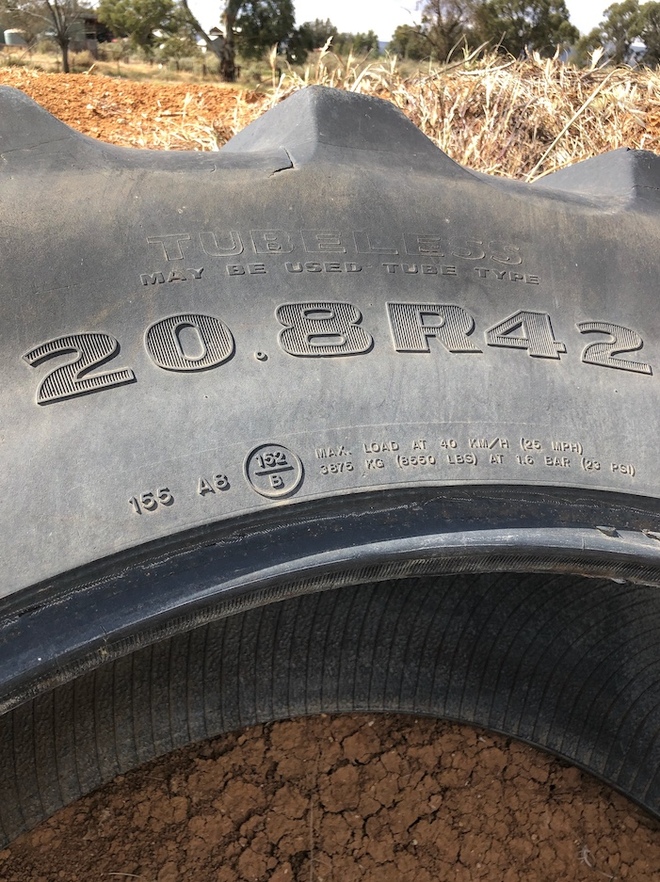 TUBELESS
MAY BE USED TUBE TYPE
20.8R42
155 A8 152 B
MAX. LOAD AT 40 KM/H (25 MPH)
3875 KG (8550 LBS) AT 1.6 BAR (23 PSI)